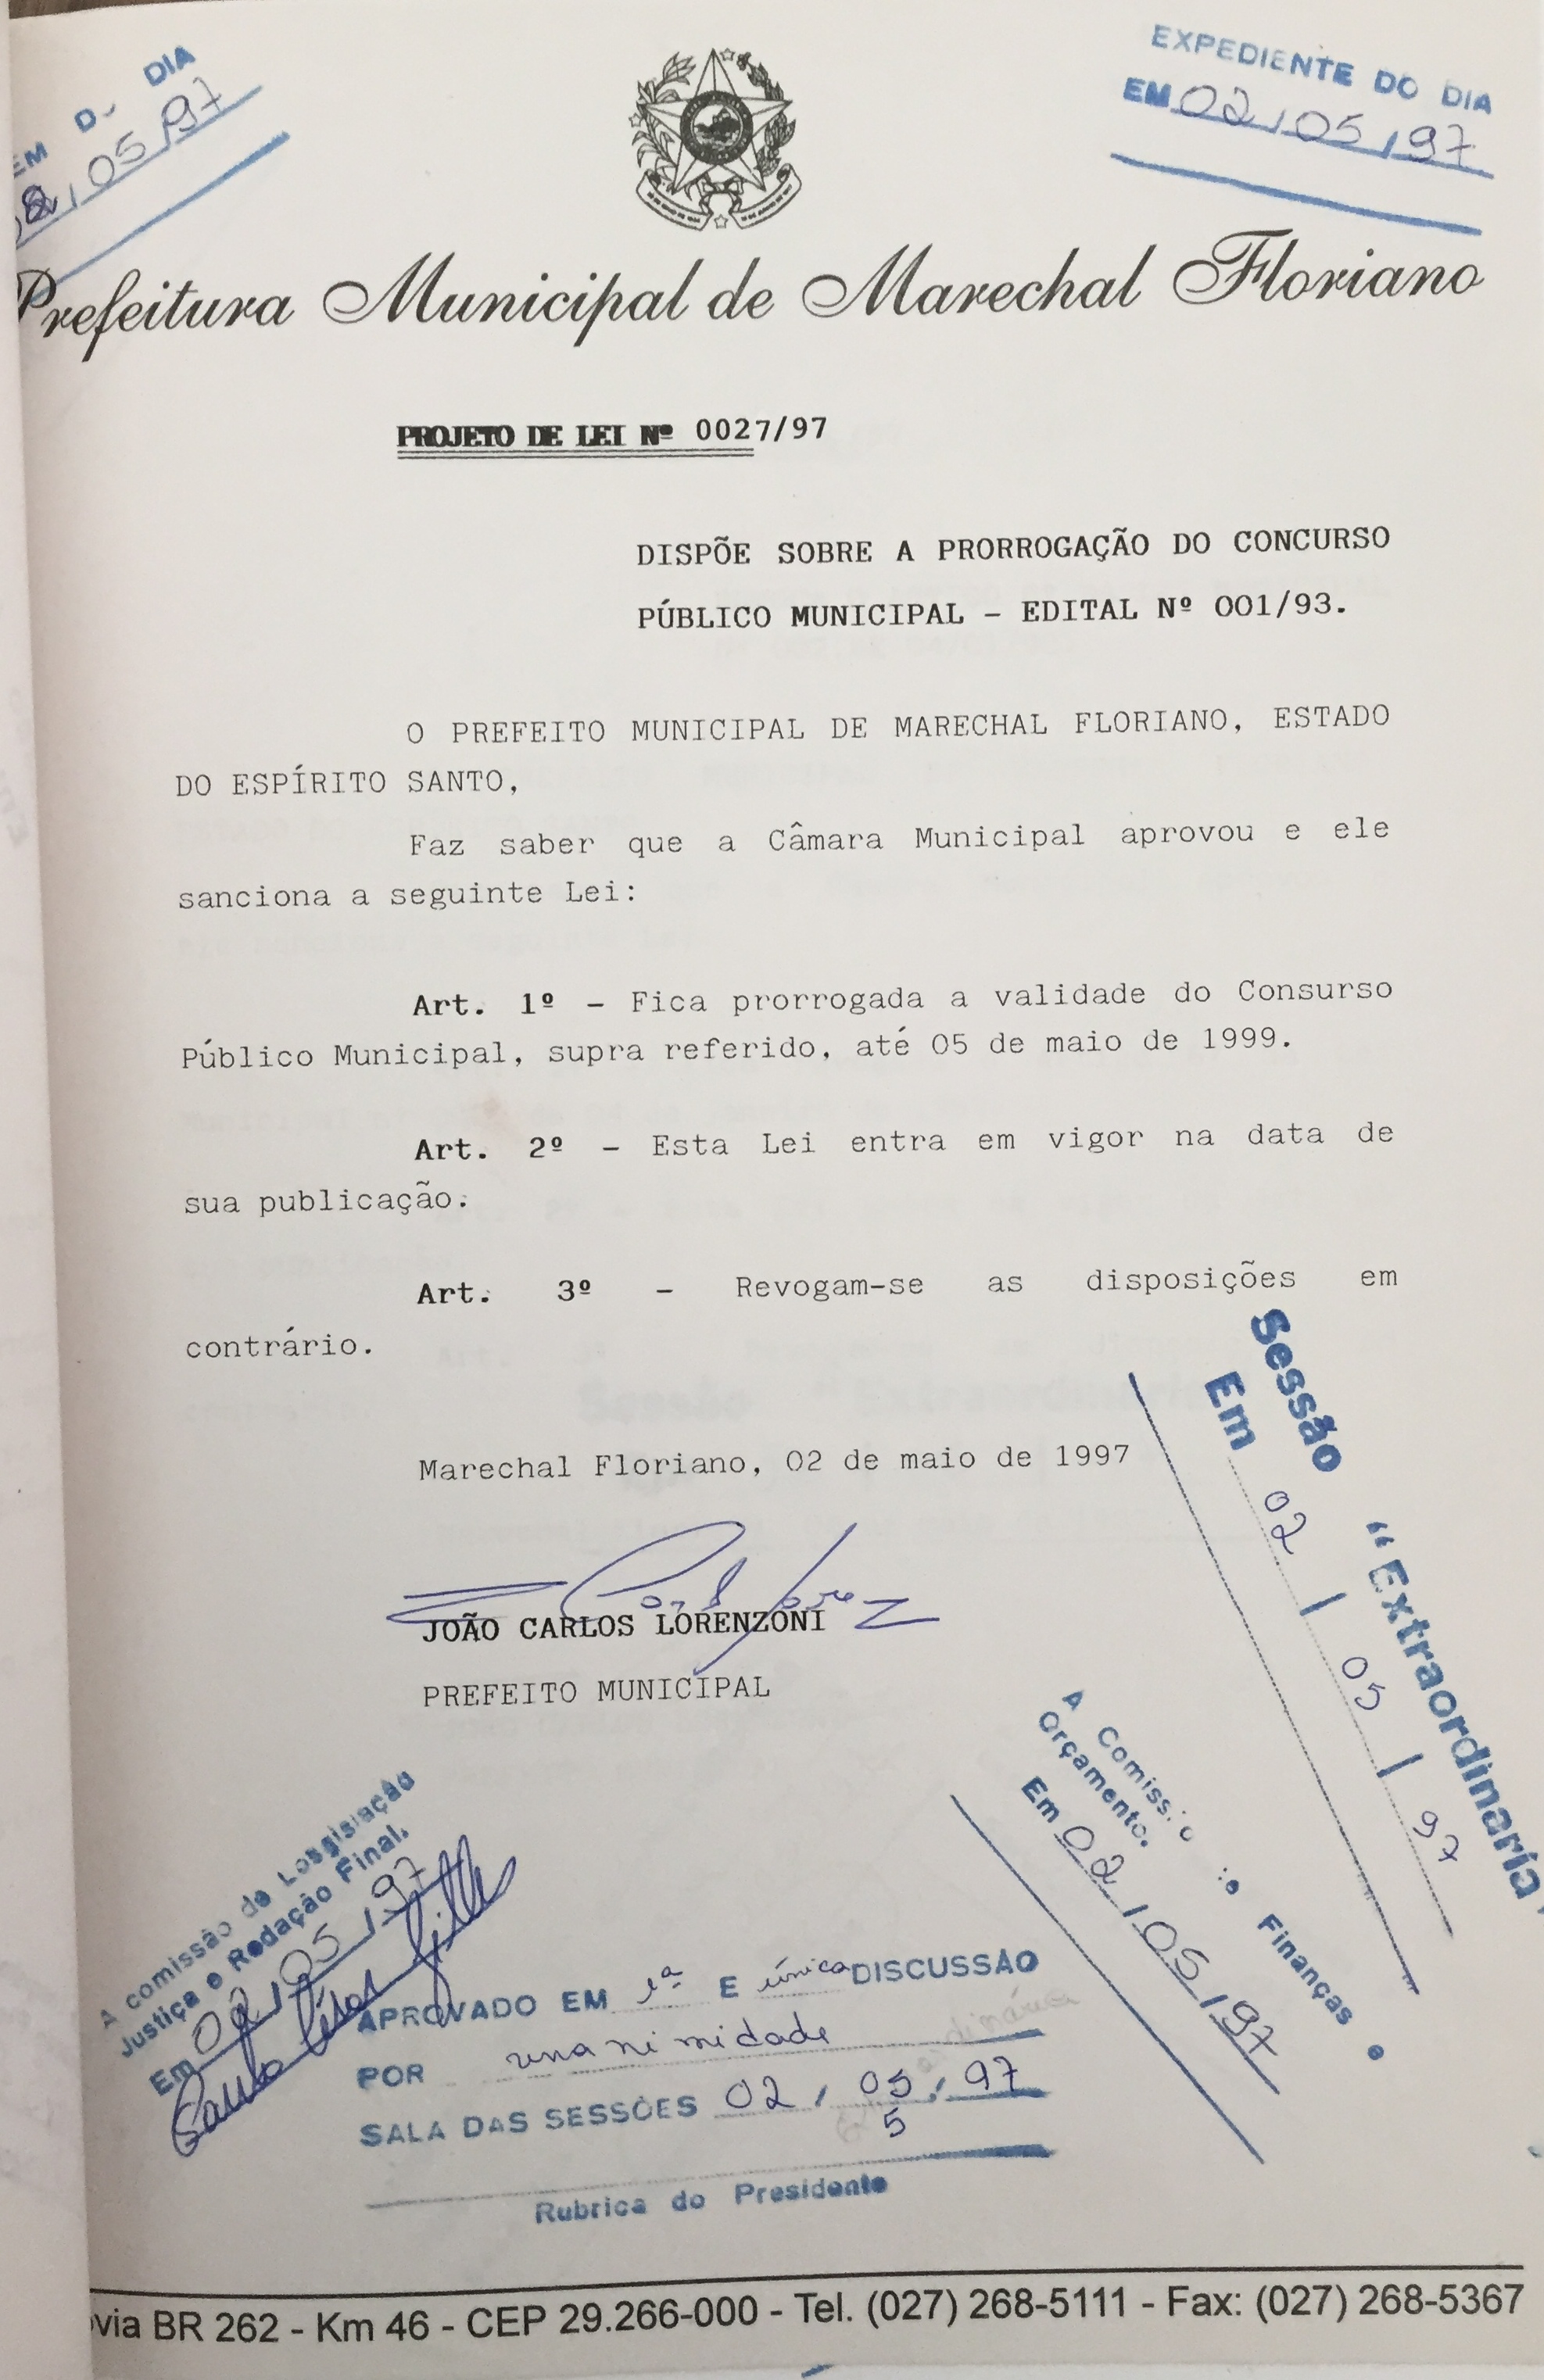 EM D DIA
02/05/97
EXPEDIENTE DO DIA
EM 02/05/97
Prefeitura Municipal de Marechal Floriano
PROJETO DE LEI Nº 0027/97
DISPÕE SOBRE A PRORROGAÇÃO DO CONCURSO
PÚBLICO MUNICIPAL – EDITAL Nº 001/93.
O PREFEITO MUNICIPAL DE MARECHAL FLORIANO, ESTADO
DO ESPÍRITO SANTO,
Faz saber que a Câmara Municipal aprovou e ele
sanciona a seguinte Lei:
Art. 1º – Fica prorrogada a validade do Consurso
Público Municipal, supra referido, até 05 de maio de 1999.
Art. 2º – Esta Lei entra em vigor na data de
sua publicação.
Art. 3º – Revogam-se as disposições em
contrário.
Marechal Floriano, 02 de maio de 1997
JOÃO CARLOS LORENZONI
PREFEITO MUNICIPAL
Sessão "Extraordinaria"
Em 02/05/97
A Comissão de Finanças e
Orçamento.
Em 02/05/97
A comissão de Losgislação
Justiça e Redação Final.
Em 02/05/97
APROVADO EM 1ª E única DISCUSSÃO
POR unanimidade
SALA DAS SESSÕES 02/05/97
5
Rubrica do Presidente
via BR 262 - Km 46 - CEP 29.266-000 - Tel. (027) 268-5111 - Fax: (027) 268-5367